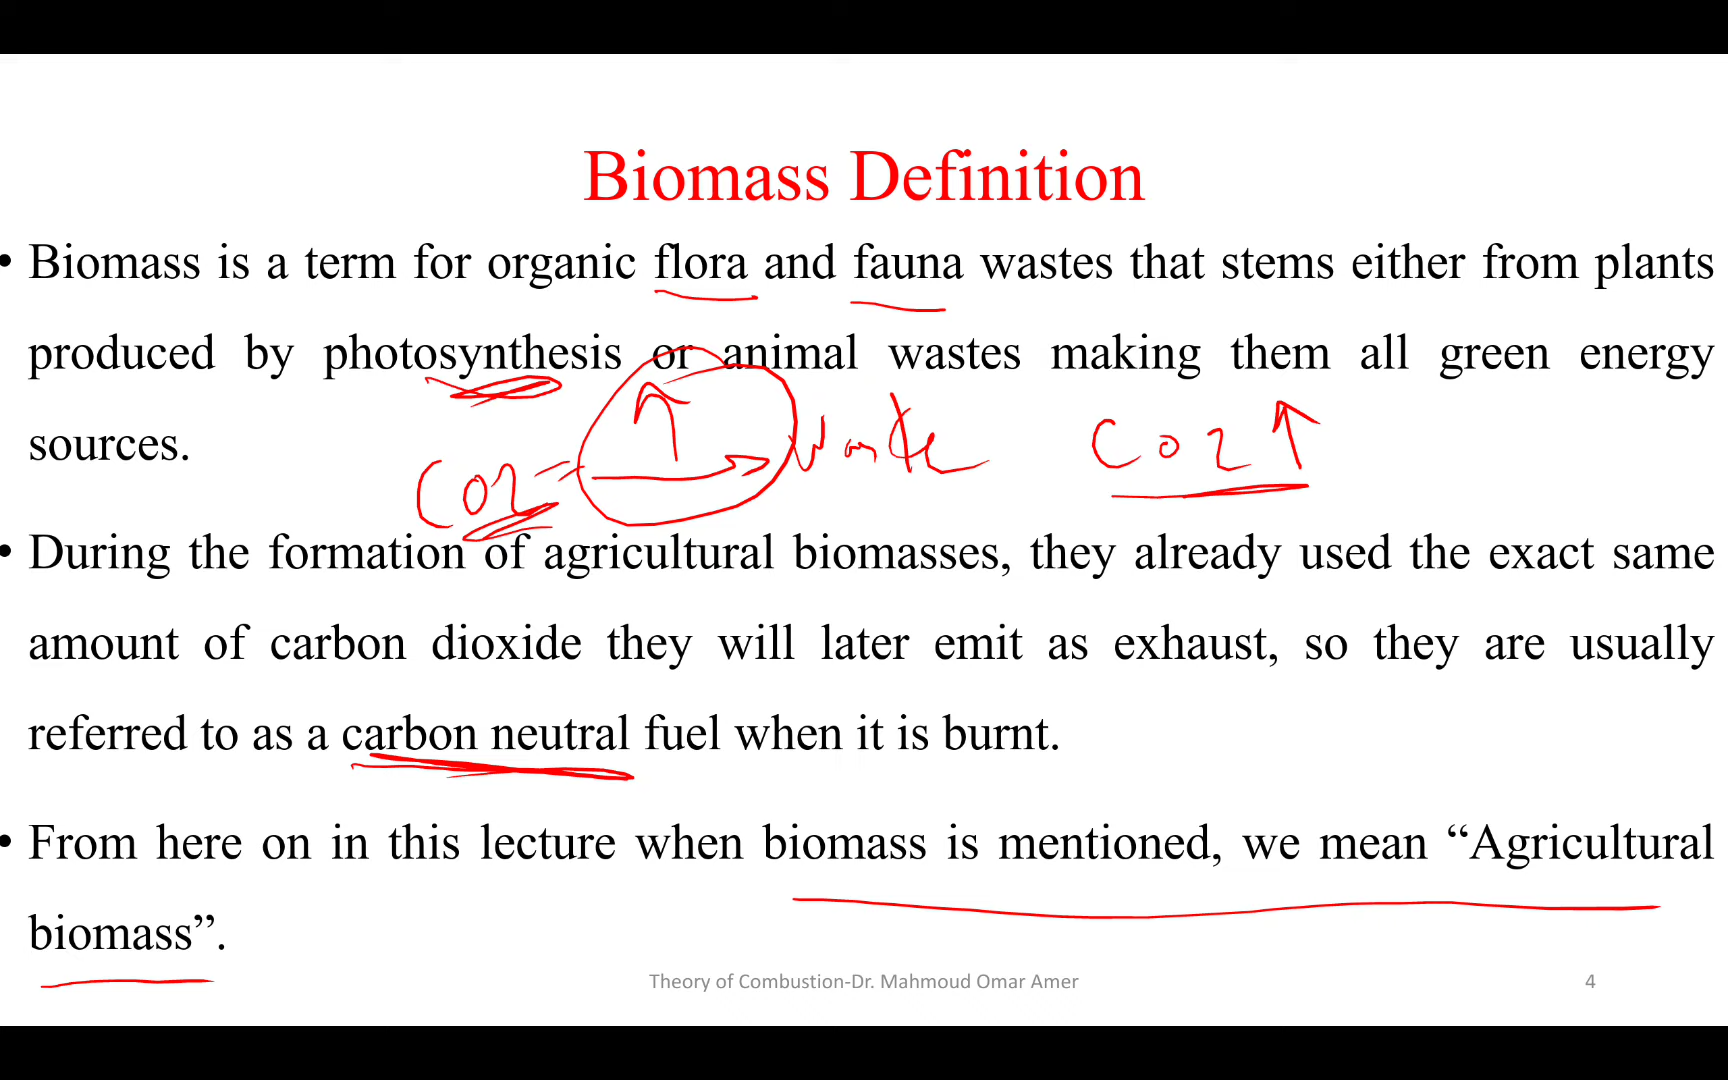 Biomass Definition
• Biomass is a term for organic flora and fauna wastes that stems either from plants
produced by photosynthesis or animal wastes making them all green energy
sources.
CO2 waste CO2
• During the formation of agricultural biomasses, they already used the exact same
amount of carbon dioxide they will later emit as exhaust, so they are usually
referred to as a carbon neutral fuel when it is burnt.
• From here on in this lecture when biomass is mentioned, we mean “Agricultural
biomass”.
Theory of Combustion-Dr. Mahmoud Omar Amer 4